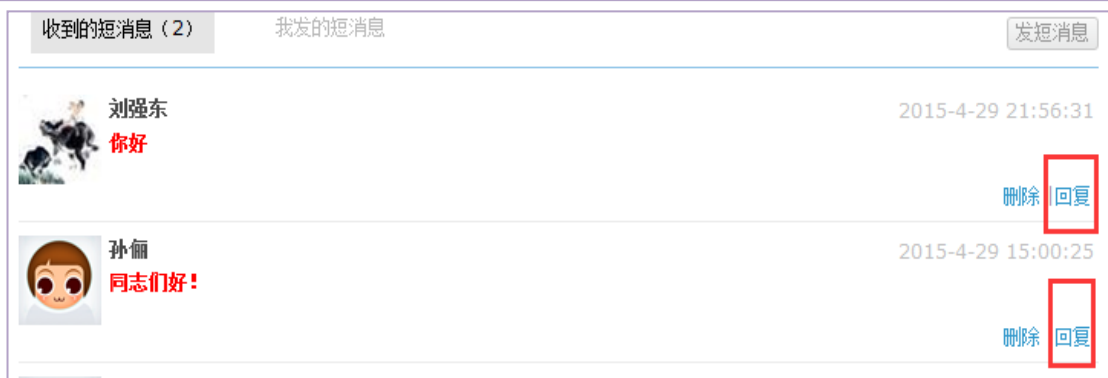 收到的短消息（2） 我发的短消息 发短消息
刘强东 2015-4-29 21:56:31
你好
删除 |回复
孙俪 2015-4-29 15:00:25
同志们好！
删除 回复